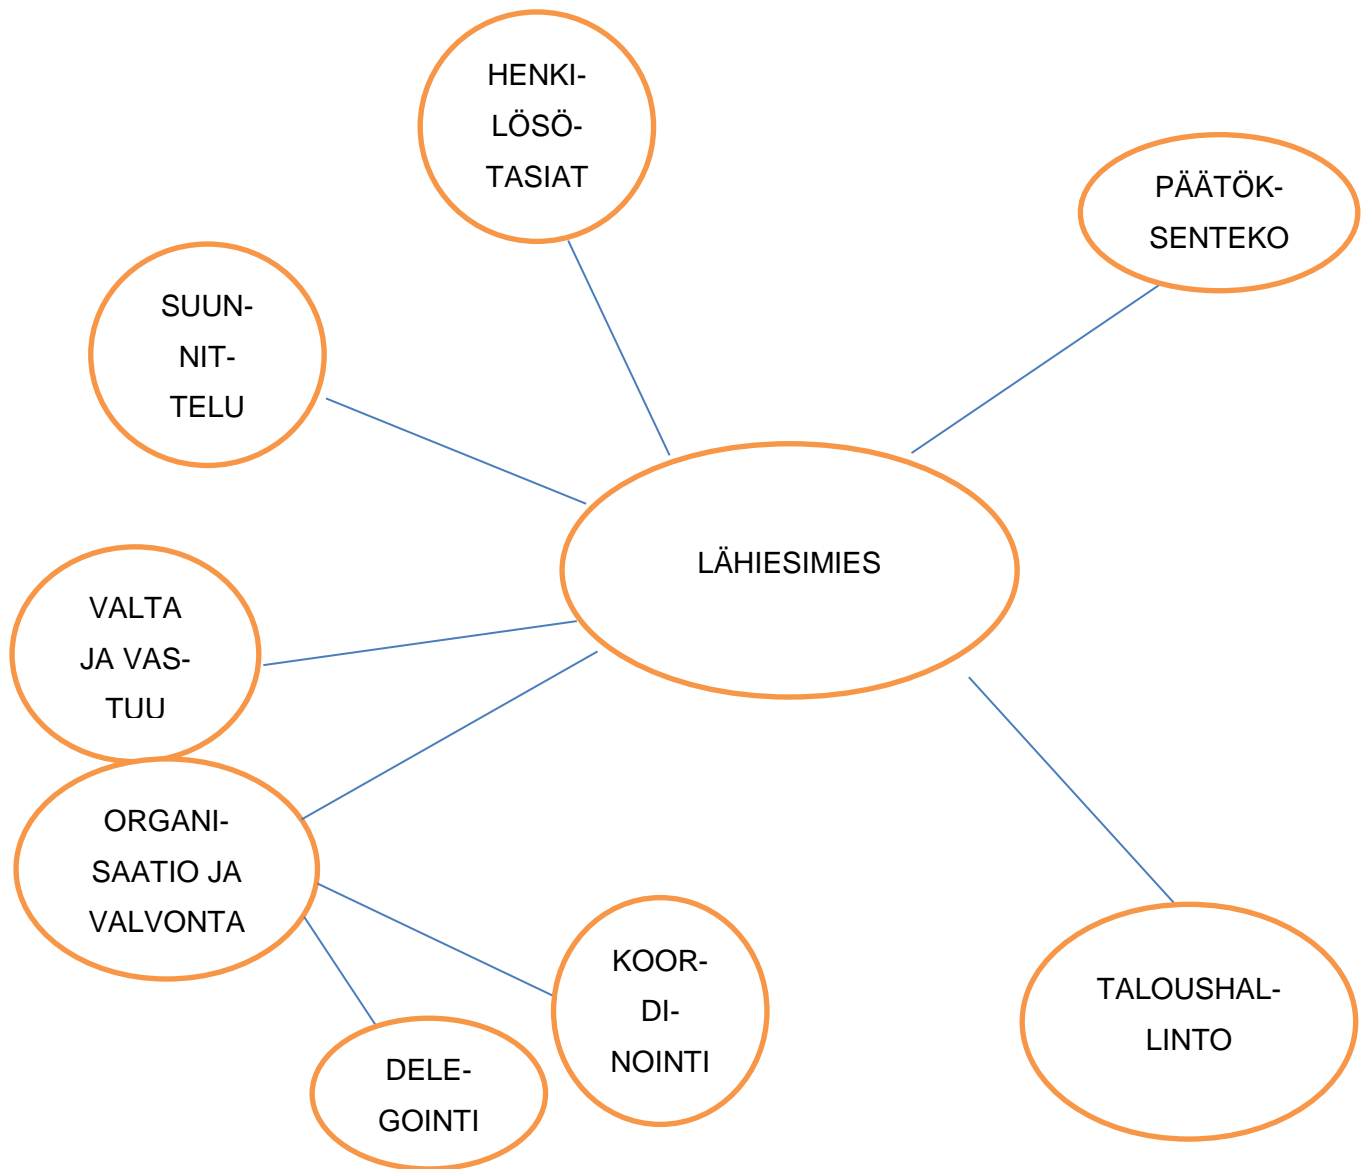 HENKI-
LÖSÖ-
TASIAT
PÄÄTÖK-
SENTEKO
SUUN-
NIT-
TELU
LÄHIESIMIES
VALTA
JA VAS-
TUU
ORGANI-
SAATIO JA
VALVONTA
KOOR-
DI-
NOINTI
TALOUSHAL-
LINTO
DELE-
GOINTI